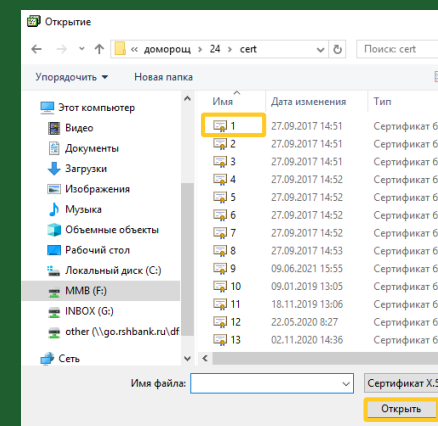 Открытие
« доморощ › 24 › cert
Поиск: cert
Упорядочить
Новая папка
Имя
Дата изменения
Тип
Этот компьютер
Видео
Документы
Загрузки
Изображения
Музыка
Объемные объекты
Рабочий стол
Локальный диск (C:)
MMB (F:)
INBOX (G:)
other (\\go.rshbank.ru\df
Сеть
1 27.09.2017 14:51 Сертификат б
2 27.09.2017 14:51 Сертификат б
3 27.09.2017 14:51 Сертификат б
4 27.09.2017 14:52 Сертификат б
5 27.09.2017 14:52 Сертификат б
6 27.09.2017 14:52 Сертификат б
7 27.09.2017 14:52 Сертификат б
8 27.09.2017 14:53 Сертификат б
9 09.06.2021 15:55 Сертификат б
10 09.01.2019 13:05 Сертификат б
11 18.11.2019 13:06 Сертификат б
12 22.05.2020 8:27 Сертификат б
13 02.11.2020 14:36 Сертификат б
Имя файла:
Сертификат X.5
Открыть